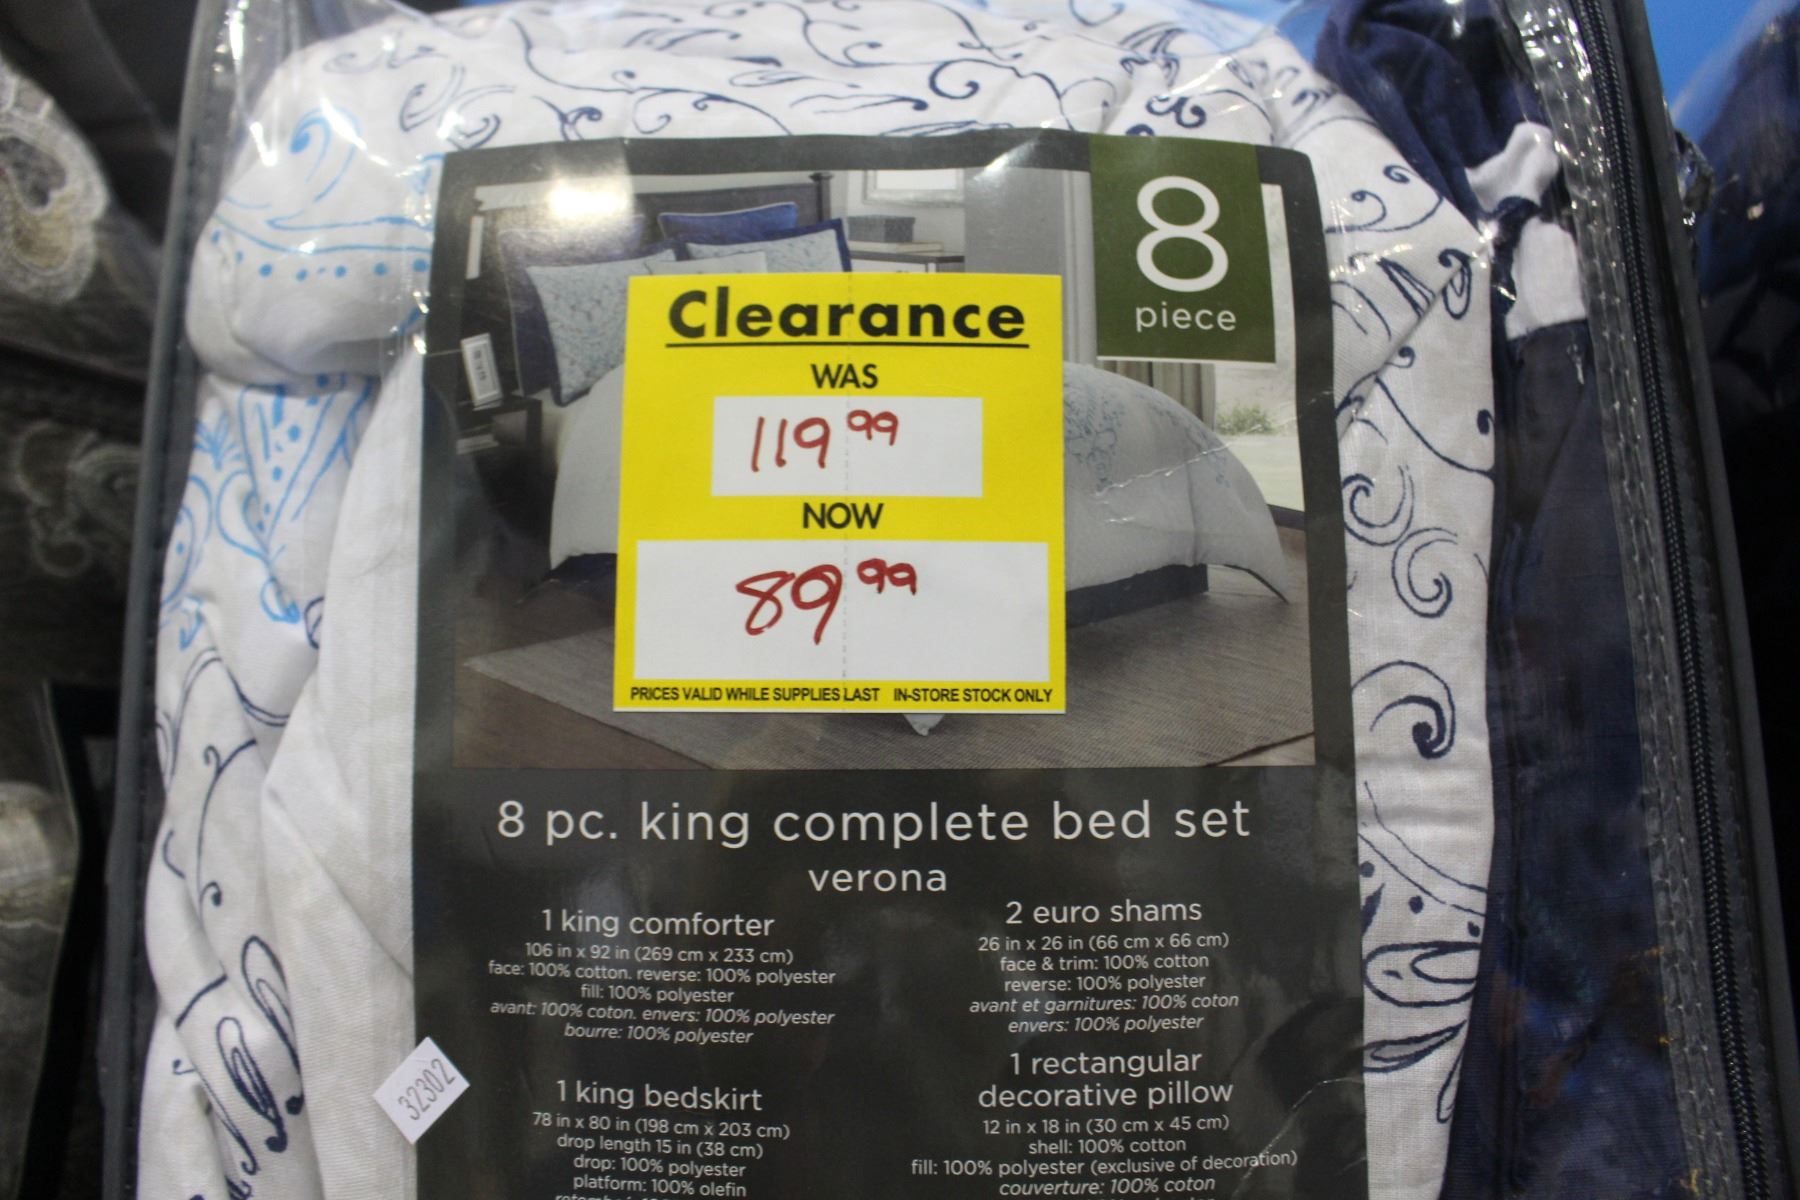 8
piece
Clearance
WAS
119 99
NOW
89 99
PRICES VALID WHILE SUPPLIES LAST IN-STORE STOCK ONLY
8 pc. king complete bed set
verona
1 king comforter
106 in x 92 in (269 cm x 233 cm)
face: 100% cotton. reverse: 100% polyester
fill: 100% polyester
avant: 100% coton. envers: 100% polyester
bourre: 100% polyester
1 king bedskirt
78 in x 80 in (198 cm x 203 cm)
drop length 15 in (38 cm)
drop: 100% polyester
platform: 100% olefin
2 euro shams
26 in x 26 in (66 cm x 66 cm)
face & trim: 100% cotton
reverse: 100% polyester
avant et garnitures: 100% coton
envers: 100% polyester
1 rectangular
decorative pillow
12 in x 18 in (30 cm x 45 cm)
shell: 100% cotton
fill: 100% polyester (exclusive of decoration)
couverture: 100% coton
32302